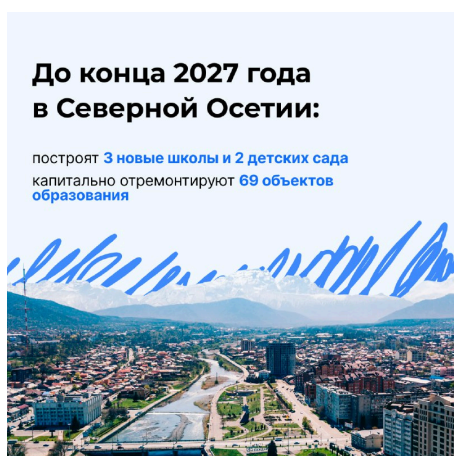 До конца 2027 года
в Северной Осетии:
построят 3 новые школы и 2 детских сада
капитально отремонтируют 69 объектов
образования